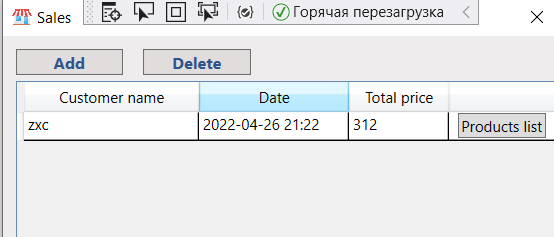 Sales
Горячая перезагрузка
Add Delete
Customer name Date Total price
zxc 2022-04-26 21:22 312 Products list